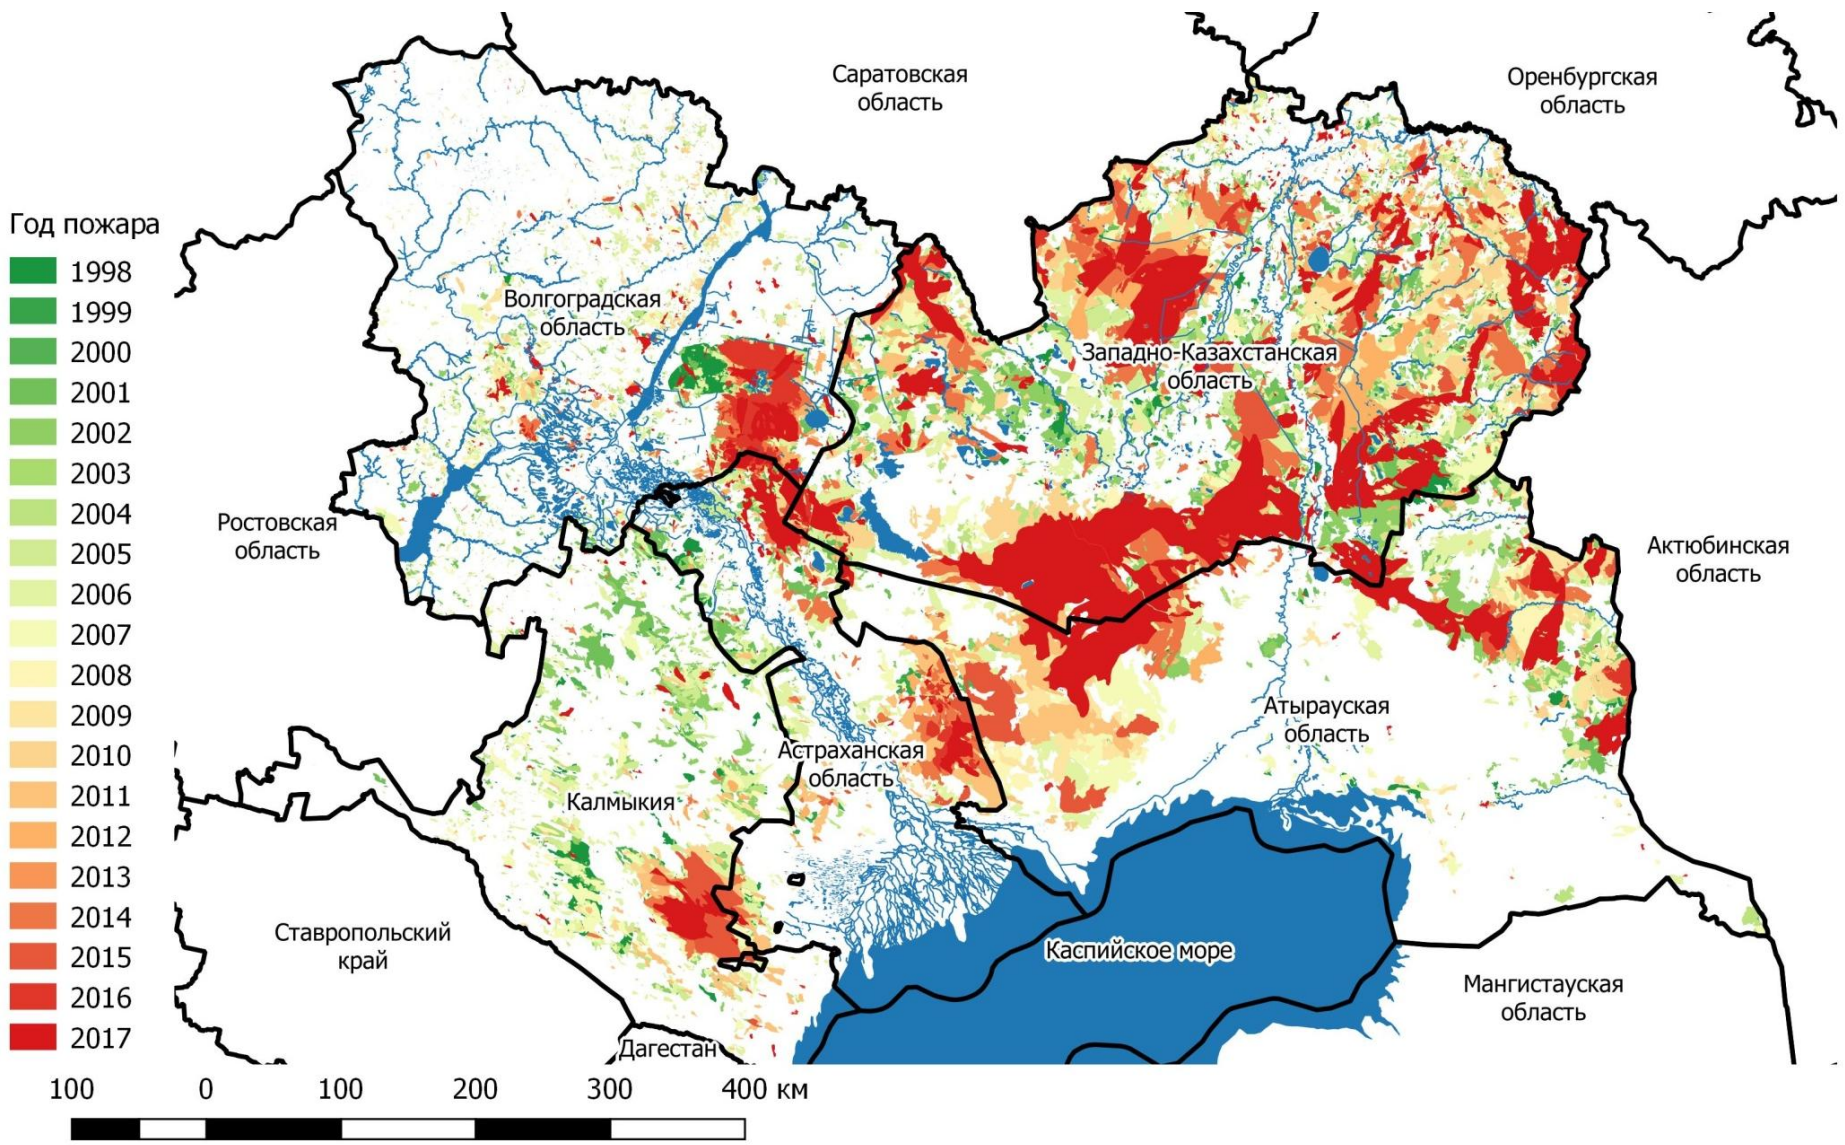 Саратовская
область
Оренбургская
область
Год пожара
1998
1999
2000
2001
2002
2003
2004
2005
2006
2007
2008
2009
2010
2011
2012
2013
2014
2015
2016
2017
Волгоградская
область
Западно-Казахстанская
область
Ростовская
область
Актюбинская
область
Атырауская
область
Астраханская
область
Калмыкия
Ставропольский
край
Каспийское море
Мангистауская
область
Дагестан
100 0 100 200 300 400 км